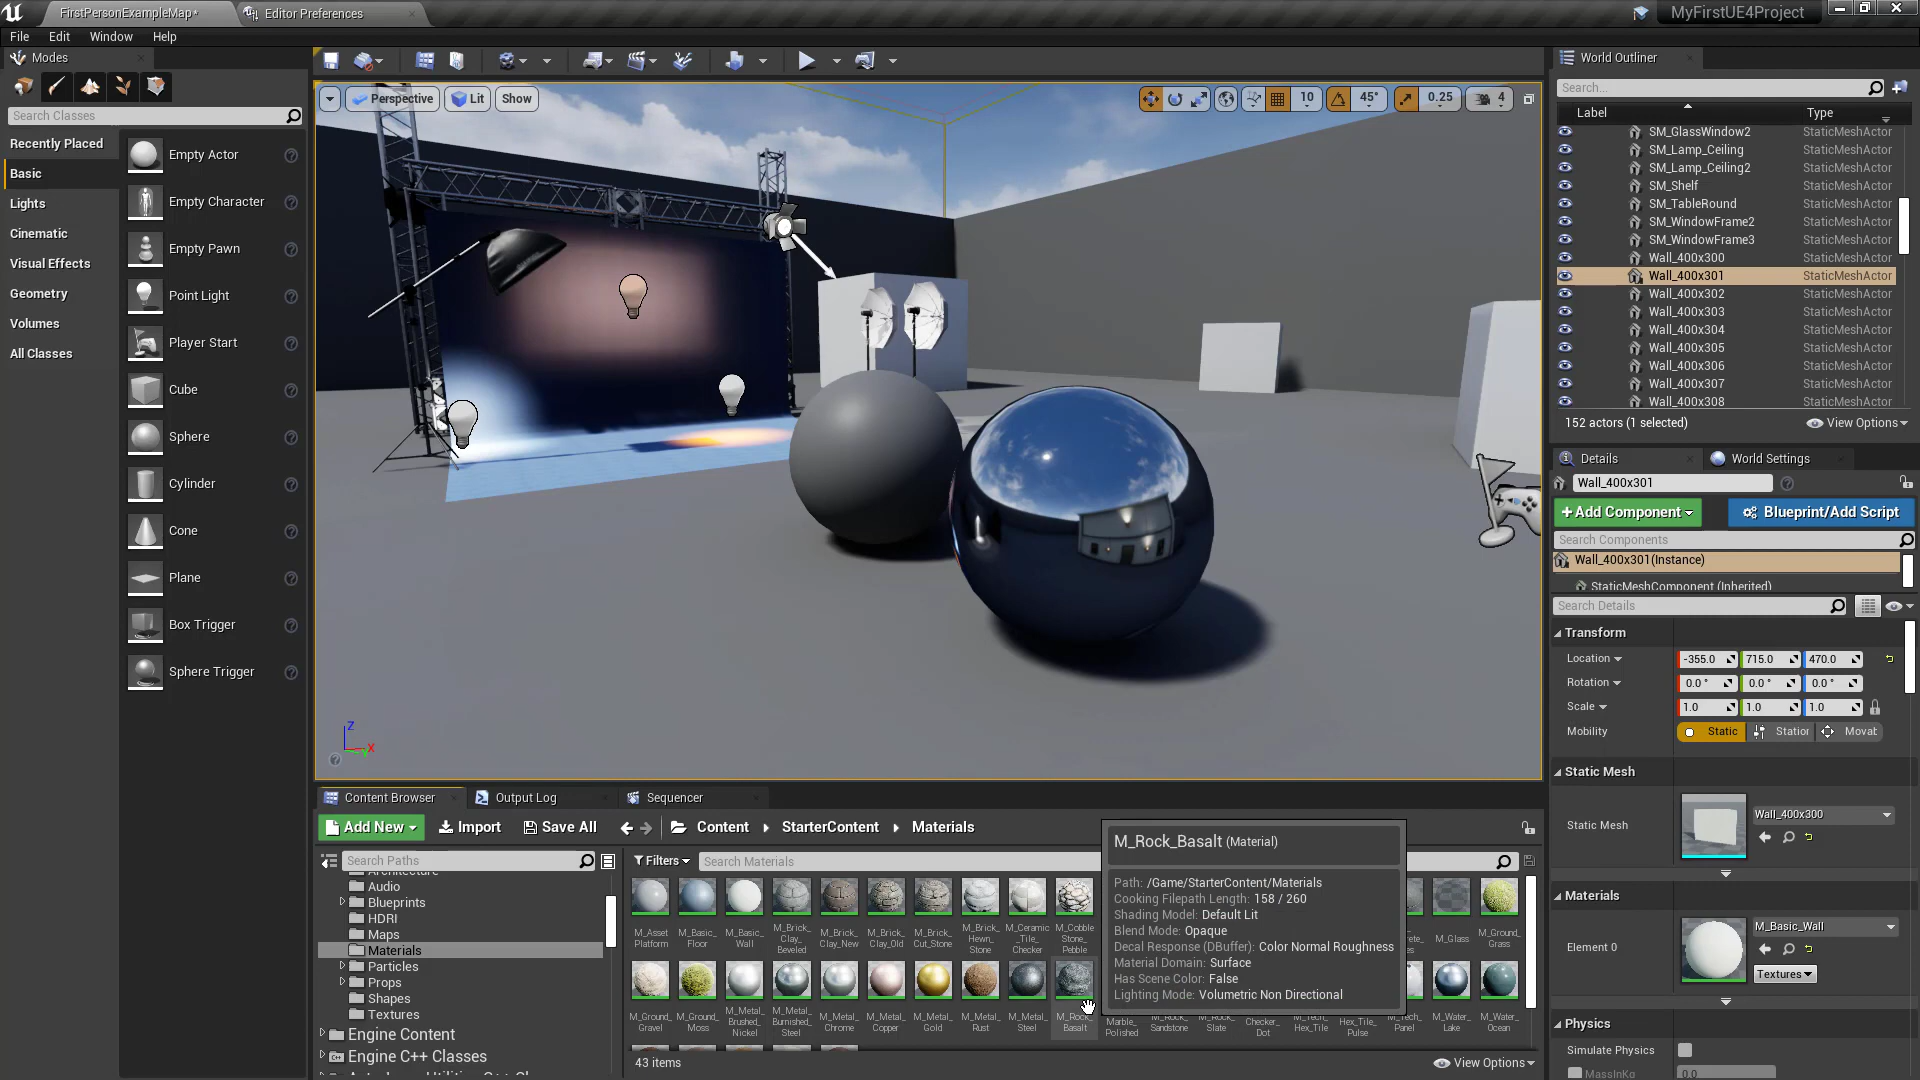 FirstPersonExampleMap*
Editor Preferences
MyFirstUE4Project
File Edit Window Help
Modes
Search Classes
Recently Placed
Basic
Lights
Cinematic
Visual Effects
Geometry
Volumes
All Classes
Empty Actor
Empty Character
Empty Pawn
Point Light
Player Start
Cube
Sphere
Cylinder
Cone
Plane
Box Trigger
Sphere Trigger
Perspective Lit Show
10 45° 0.25 4
Z
X
World Outliner
Search...
Label Type
SM_GlassWindow2 StaticMeshActor
SM_Lamp_Ceiling StaticMeshActor
SM_Lamp_Ceiling2 StaticMeshActor
SM_Shelf StaticMeshActor
SM_TableRound StaticMeshActor
SM_WindowFrame2 StaticMeshActor
SM_WindowFrame3 StaticMeshActor
Wall_400x300 StaticMeshActor
Wall_400x301 StaticMeshActor
Wall_400x302 StaticMeshActor
Wall_400x303 StaticMeshActor
Wall_400x304 StaticMeshActor
Wall_400x305 StaticMeshActor
Wall_400x306 StaticMeshActor
Wall_400x307 StaticMeshActor
Wall_400x308 StaticMeshActor
152 actors (1 selected) View Options
Details World Settings
Wall_400x301
+Add Component Blueprint/Add Script
Search Components
Wall_400x301(Instance)
StaticMeshComponent (Inherited)
Search Details
Transform
Location -355.0 715.0 470.0
Rotation 0.0° 0.0° 0.0°
Scale 1.0 1.0 1.0
Mobility Static Station Movat
Static Mesh
Static Mesh Wall_400x300
Materials
Element 0 M_Basic_Wall
Textures
Physics
Simulate Physics
MassInKg 0.0
Content Browser Output Log Sequencer
Add New Import Save All Content StarterContent Materials
Search Paths
Filters Search Materials
Architecture
Audio
Blueprints
HDRI
Maps
Materials
Particles
Props
Shapes
Textures
Engine Content
Engine C++ Classes
M_Asset Platform
M_Basic_Floor
M_Basic_Wall
M_Brick_Clay_Beveled
M_Brick_Clay_New
M_Brick_Clay_Old
M_Brick_Cut_Stone
M_Brick_Hewn_Stone
M_Ceramic_Tile_Checker
M_Cobble Stone_Pebble
M_Glass
M_Ground_Grass
M_Ground_Gravel
M_Ground_Moss
M_Metal_Brushed_Nickel
M_Metal_Burnished_Steel
M_Metal_Chrome
M_Metal_Copper
M_Metal_Gold
M_Metal_Rust
M_Metal_Steel
M_Rock_Basalt
Marble_Polished
M_Rock_Sandstone
M_Rock_Slate
Checker_Dot
M_Tech_Hex_Tile
Hex_Tile_Pulse
M_Tech_Panel
M_Water_Lake
M_Water_Ocean
M_Rock_Basalt (Material)
Path: /Game/StarterContent/Materials
Cooking Filepath Length: 158 / 260
Shading Model: Default Lit
Blend Mode: Opaque
Decal Response (DBuffer): Color Normal Roughness
Material Domain: Surface
Has Scene Color: False
Lighting Mode: Volumetric Non Directional
43 items View Options